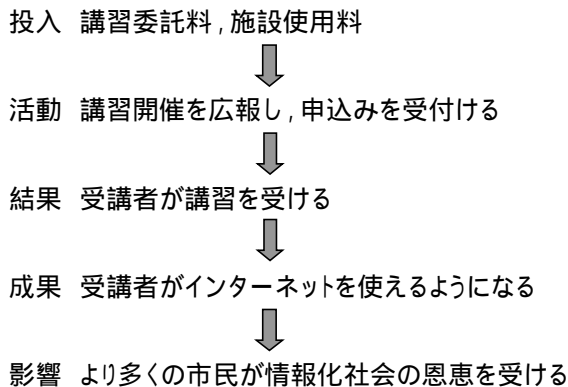 投入 講習委託料,施設使用料
活動 講習開催を広報し,申込みを受付ける
結果 受講者が講習を受ける
成果 受講者がインターネットを使えるようになる
影響 より多くの市民が情報化社会の恩恵を受ける